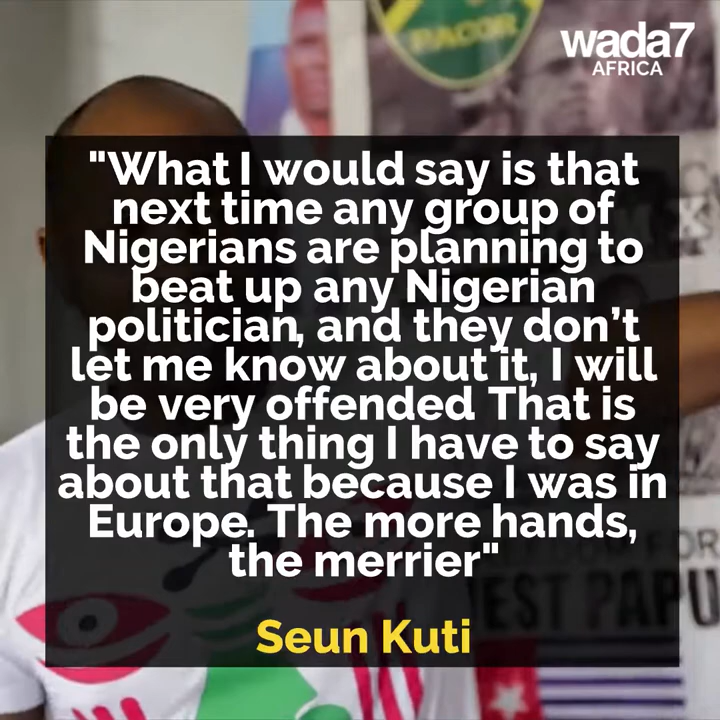 wada7
AFRICA
PACOR
"What I would say is that
next time any group of
Nigerians are planning to
beat up any Nigerian
politician, and they don't
let me know about it, I will
be very offended That is
the only thing I have to say
about that because I was in
Europe. The more hands,
the merrier"
Seun Kuti